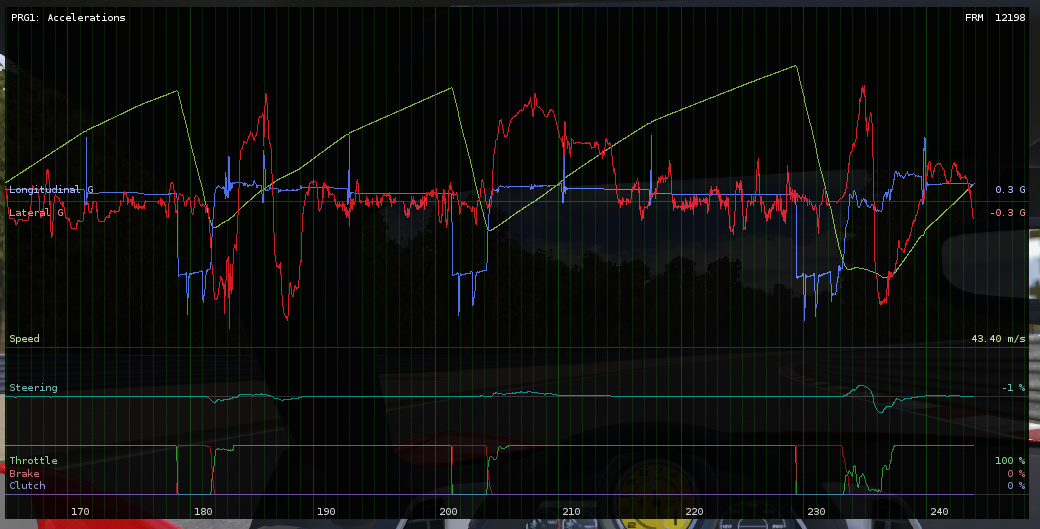 PRG1: Accelerations FRM 12198
Longitudinal G 0.3 G
Lateral G -0.3 G
Speed 43.40 m/s
Steering -1 %
Throttle 100 %
Brake 0 %
Clutch 0 %
170 180 190 200 210 220 230 240